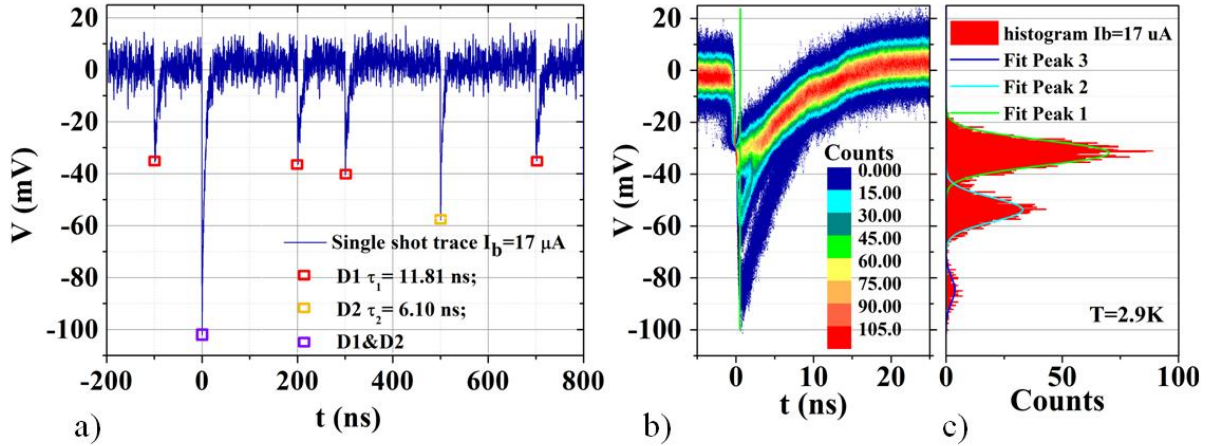 20
0
-20
-40
-60
-80
-100
V (mV)
Single shot trace I_b=17 μA
D1 τ_1= 11.81 ns;
D2 τ_2= 6.10 ns;
D1&D2
-200 0 200 400 600 800
t (ns)
a)
20
0
-20
-40
-60
-80
-100
V (mV)
Counts
0.000
15.00
30.00
45.00
60.00
75.00
90.00
105.0
0 10 20
t (ns)
b)
histogram Ib=17 uA
Fit Peak 3
Fit Peak 2
Fit Peak 1
T=2.9K
0 50 100
Counts
c)